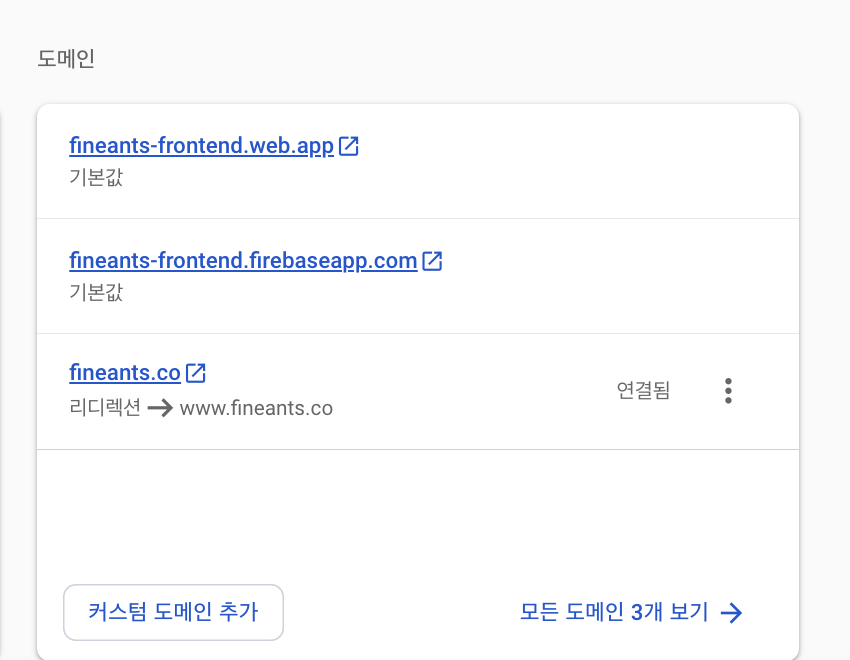 도메인
fineants-frontend.web.app
기본값
fineants-frontend.firebaseapp.com
기본값
fineants.co
리디렉션 → www.fineants.co
연결됨
커스텀 도메인 추가
모든 도메인 3개 보기 →